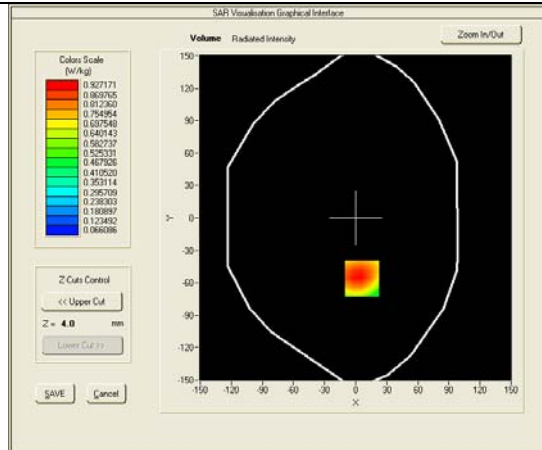 SAR Visualisation Graphical Interface
Volume Radiated Intensity
Zoom In/Out
Colors Scale
(W/kg)
0.927171
0.869765
0.812360
0.754954
0.697548
0.640143
0.582737
0.525331
0.467926
0.410520
0.353114
0.295709
0.238303
0.180897
0.123492
0.066086
Z Cuts Control
<< Upper Cut
Z = 4.0 mm
Lower Cut >>
SAVE Cancel
150-
120-
90-
60-
30-
0-
-30-
-60-
-90-
-120-
-150-
Y
-150 -120 -90 -60 -30 0 30 60 90 120 150
X